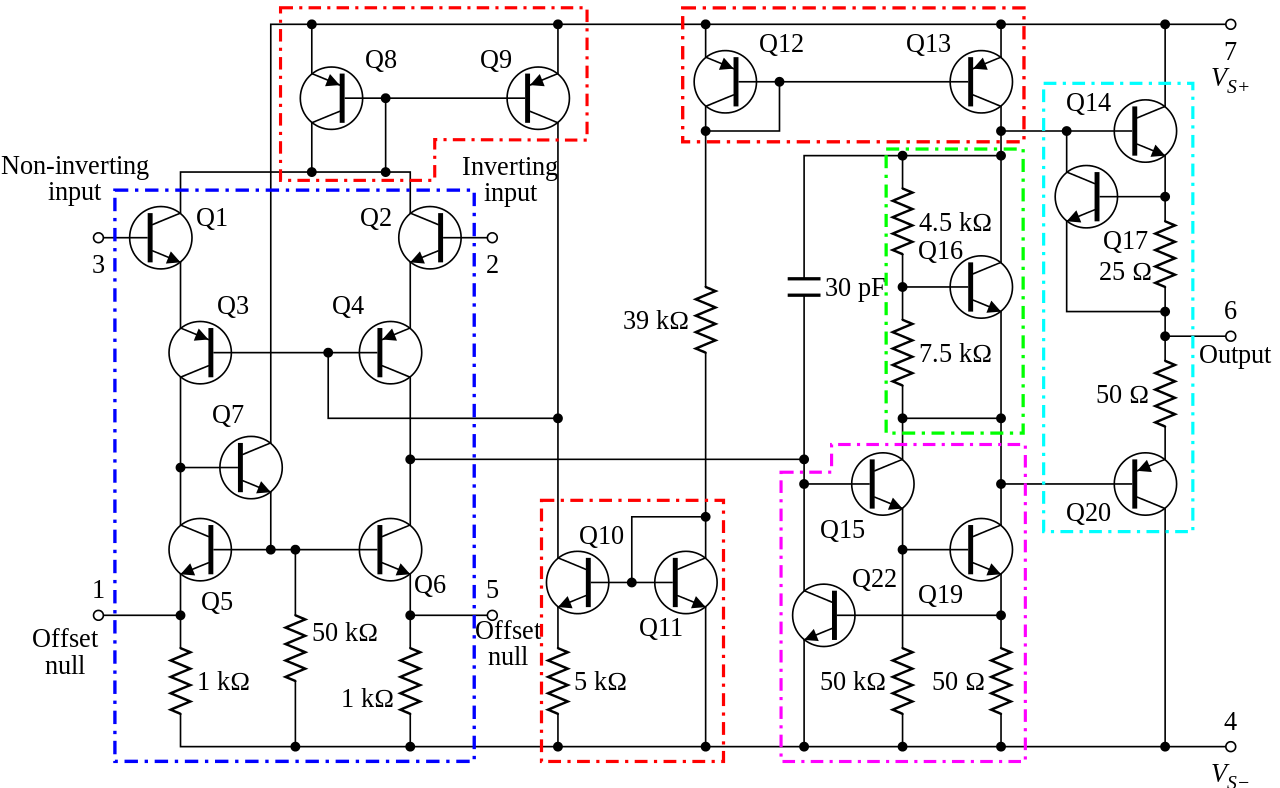 Q8
Q9
Q12
Q13
7
VS+
Q14
Non-inverting
input
Inverting
input
Q1
Q2
3
2
4.5 kΩ
Q16
Q17
25 Ω
30 pF
Q3
Q4
39 kΩ
7.5 kΩ
6
Output
50 Ω
Q7
Q10
Q15
Q20
1
Q5
Q6
5
Q22
Q19
Q11
Offset
null
50 kΩ
Offset
null
1 kΩ
1 kΩ
5 kΩ
50 kΩ
50 Ω
4
VS−